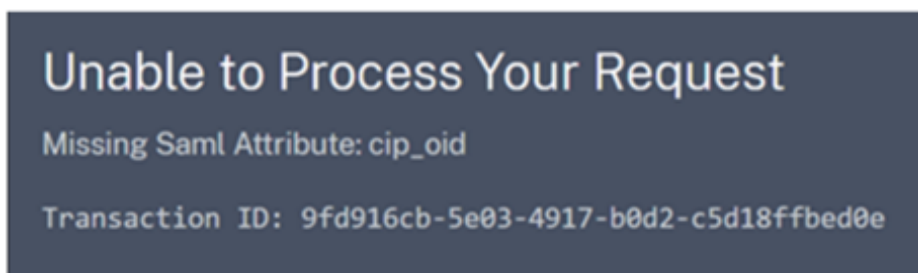 Unable to Process Your Request
Missing Saml Attribute: cip_oid
Transaction ID: 9fd916cb-5e03-4917-b0d2-c5d18ffbed0e